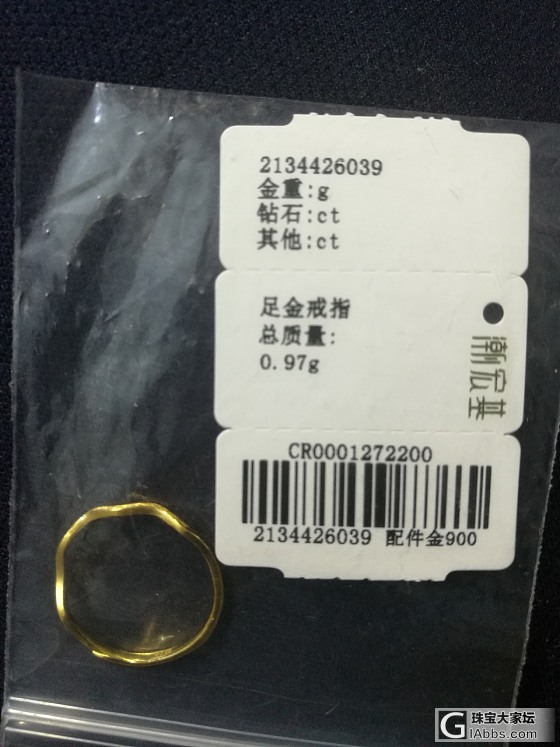 2134426039
金重:g
钻石:ct
其他:ct
足金戒指
总质量:
0.97g
潮宏基
CR0001272200
2134426039 配件金900
G 珠宝大家坛
iAbbs.com